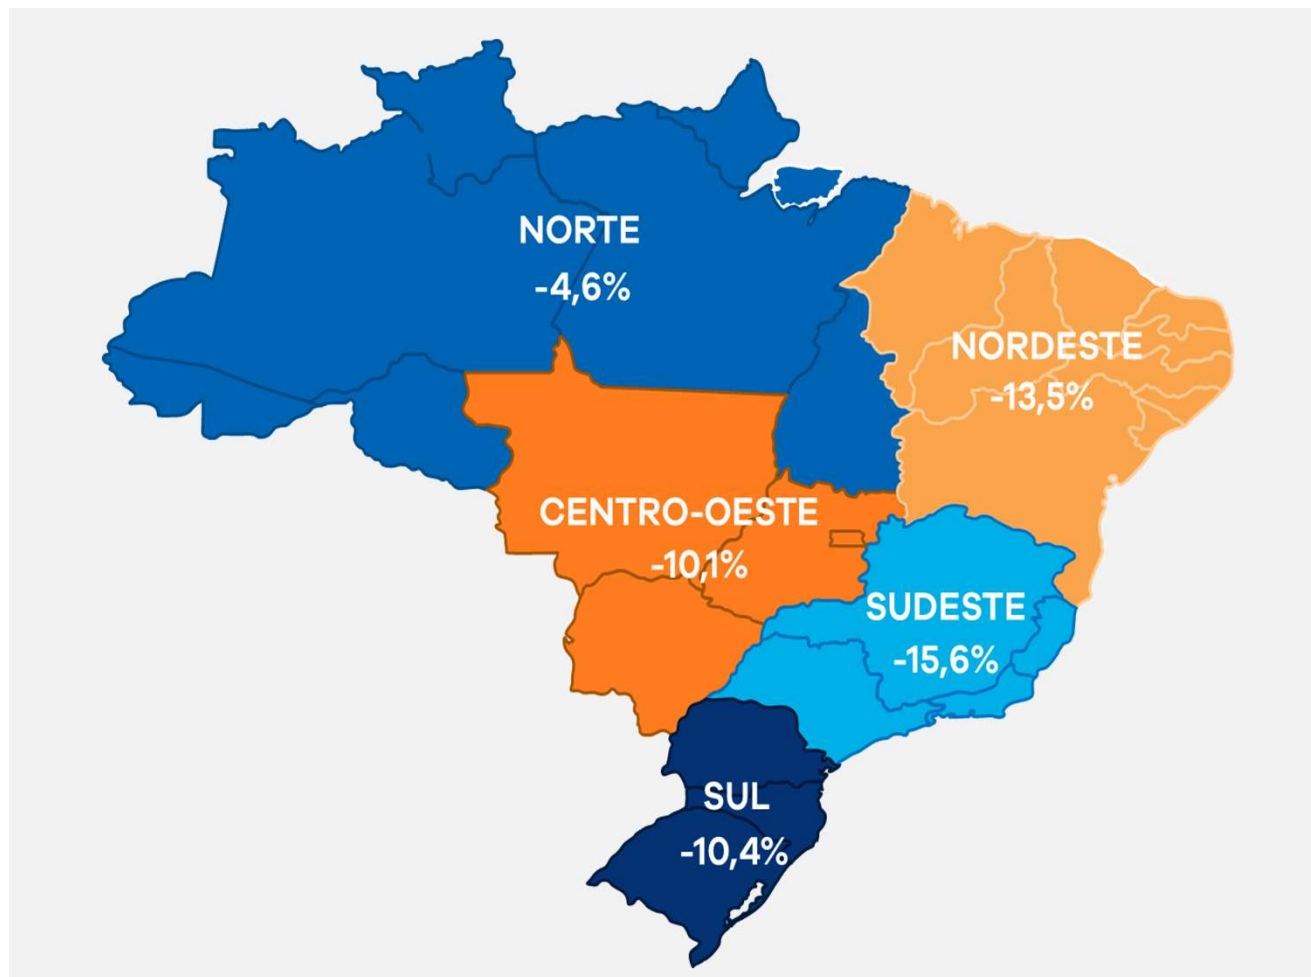 NORTE
-4,6%
NORDESTE
-13,5%
CENTRO-OESTE
-10,1%
SUDESTE
-15,6%
SUL
-10,4%